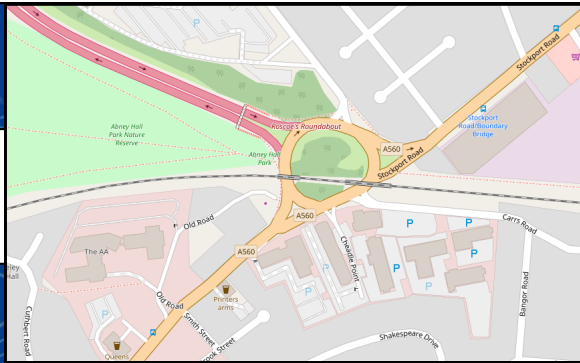 P
Stockport Road
Roscoe's Roundabout
Stockport
Road/Boundary
Bridge
Abney Hall
Park Nature
Reserve
Abney Hall
Park
A560
Stockport Road
Old Road
A560
Carrs Road
P
P
The AA
A560
Cheadle Point
P
P
P
Hall
P
P
P
Bangor Road
Old Road
Printers
arms
Cuthbert Road
Smith Street
P
Shakespeare Drive
Queens